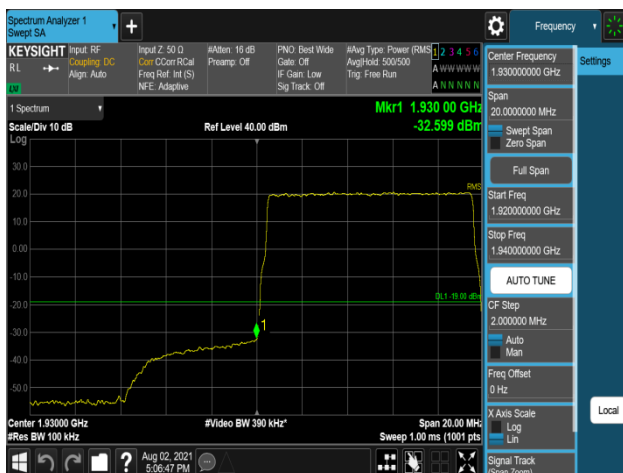 Spectrum Analyzer 1
Swept SA
+
Frequency
KEYSIGHT
RL
LXI
Input: RF
Coupling: DC
Align: Auto
Input Z: 50 Ω
Corr CCorr RCal
Freq Ref: Int (S)
NFE: Adaptive
#Atten: 16 dB
Preamp: Off
PNO: Best Wide
Gate: Off
IF Gain: Low
Sig Track: Off
#Avg Type: Power (RMS
Avg|Hold: 500/500
Trig: Free Run
1 2 3 4 5 6
A W W W W W
A N N N N N
1 Spectrum
Scale/Div 10 dB
Ref Level 40.00 dBm
Mkr1 1.930 00 GHz
-32.599 dBm
Log
30.0
20.0
10.0
0.00
-10.0
-20.0
-30.0
-40.0
-50.0
RMS
DL1 -19.00 dBm
1
Center 1.93000 GHz
#Res BW 100 kHz
#Video BW 390 kHz*
Span 20.00 MHz
Sweep 1.00 ms (1001 pts
?
Aug 02, 2021
5:06:47 PM
Center Frequency
1.930000000 GHz
Span
20.0000000 MHz
Swept Span
Zero Span
Full Span
Start Freq
1.920000000 GHz
Stop Freq
1.940000000 GHz
AUTO TUNE
CF Step
2.000000 MHz
Auto
Man
Freq Offset
0 Hz
X Axis Scale
Log
Lin
Signal Track
(Span Zoom)
Settings
Local